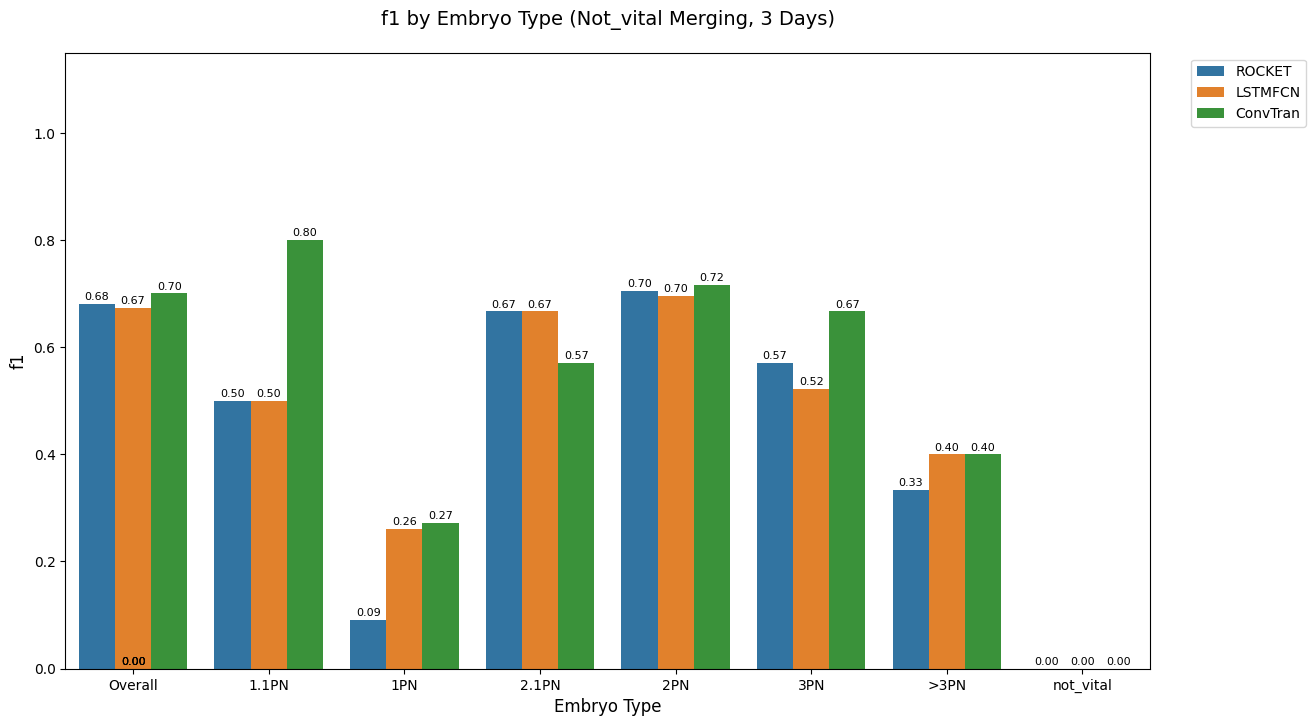 f1 by Embryo Type (Not_vital Merging, 3 Days)
ROCKET
LSTMFCN
ConvTran
f1
1.0
0.8
0.6
0.4
0.2
0.0
0.68
0.67
0.70
0.00
0.50
0.50
0.80
0.09
0.26
0.27
0.67
0.67
0.57
0.70
0.70
0.72
0.57
0.52
0.67
0.33
0.40
0.40
0.00
0.00
0.00
Overall
1.1PN
1PN
2.1PN
2PN
3PN
>3PN
not_vital
Embryo Type